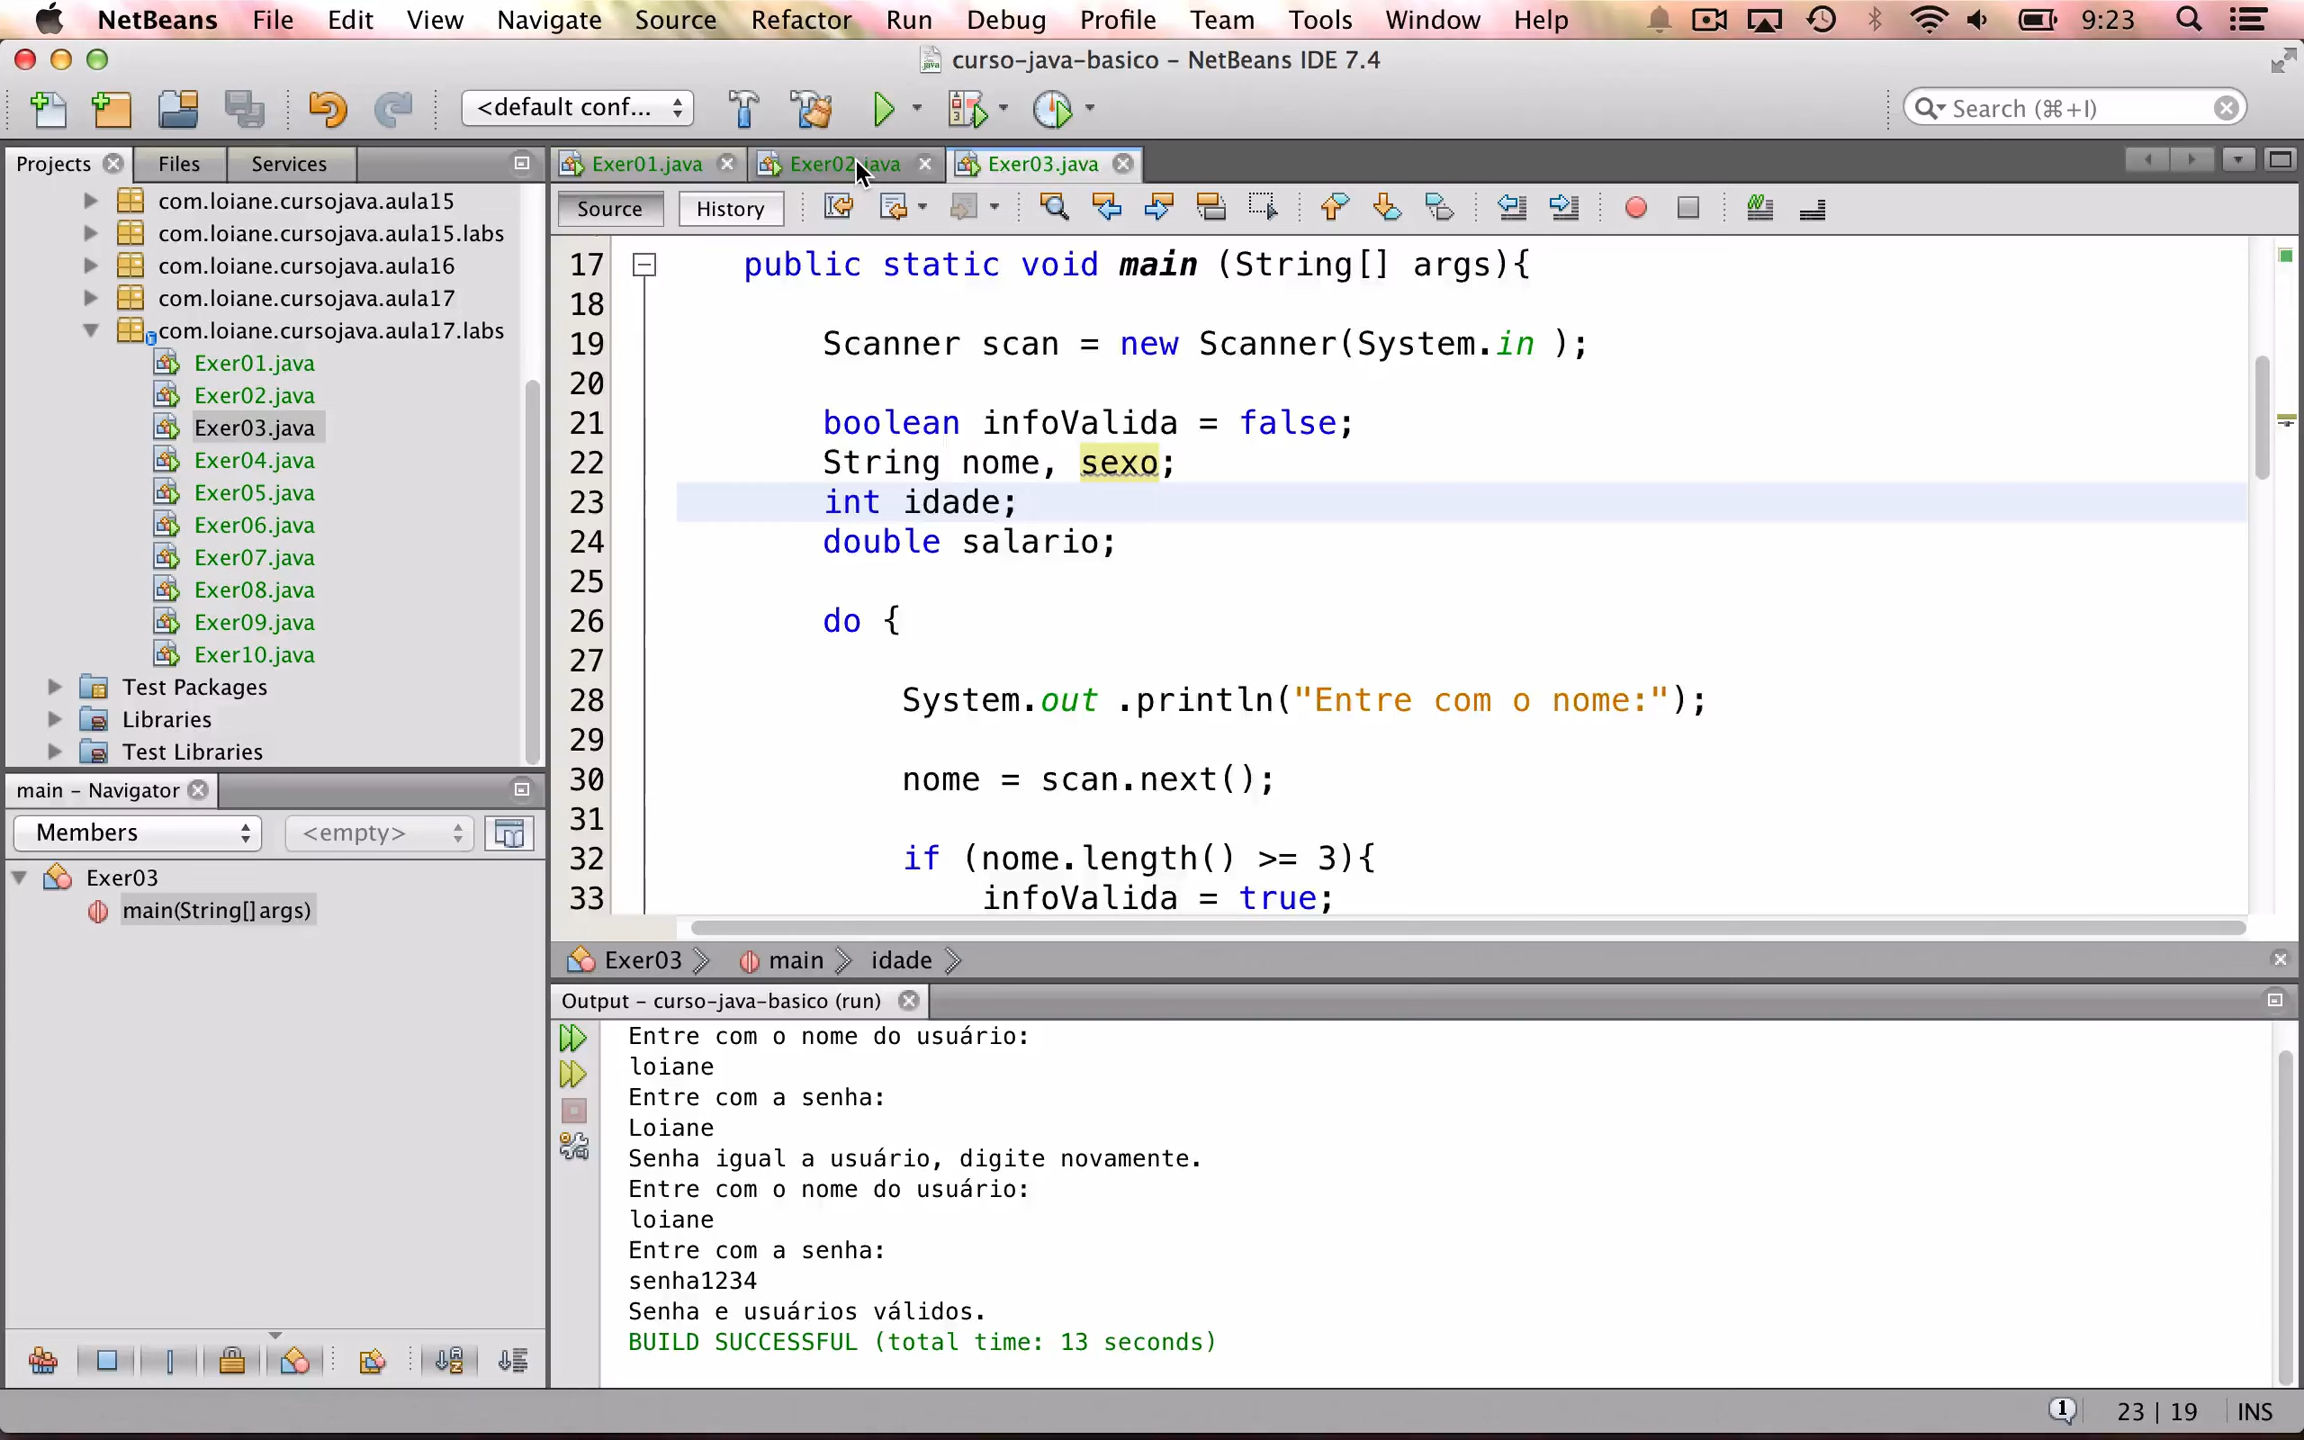 NetBeans File Edit View Navigate Source Refactor Run Debug Profile Team Tools Window Help 9:23
curso-java-basico – NetBeans IDE 7.4
<default conf... Search (⌘+I)
Projects Files Services
com.loiane.cursojava.aula15
com.loiane.cursojava.aula15.labs
com.loiane.cursojava.aula16
com.loiane.cursojava.aula17
com.loiane.cursojava.aula17.labs
Exer01.java
Exer02.java
Exer03.java
Exer04.java
Exer05.java
Exer06.java
Exer07.java
Exer08.java
Exer09.java
Exer10.java
Test Packages
Libraries
Test Libraries
main – Navigator
Members <empty>
Exer03
main(String[] args)
Exer01.java Exer02.java Exer03.java
Source History
17 public static void main (String[] args){
18
19 Scanner scan = new Scanner(System.in );
20
21 boolean infoValida = false;
22 String nome, sexo;
23 int idade;
24 double salario;
25
26 do {
27
28 System.out .println("Entre com o nome:");
29
30 nome = scan.next();
31
32 if (nome.length() >= 3){
33 infoValida = true;
Exer03 main idade
Output – curso-java-basico (run)
Entre com o nome do usuário:
loiane
Entre com a senha:
Loiane
Senha igual a usuário, digite novamente.
Entre com o nome do usuário:
loiane
Entre com a senha:
senha1234
Senha e usuários válidos.
BUILD SUCCESSFUL (total time: 13 seconds)
1 23 | 19 INS